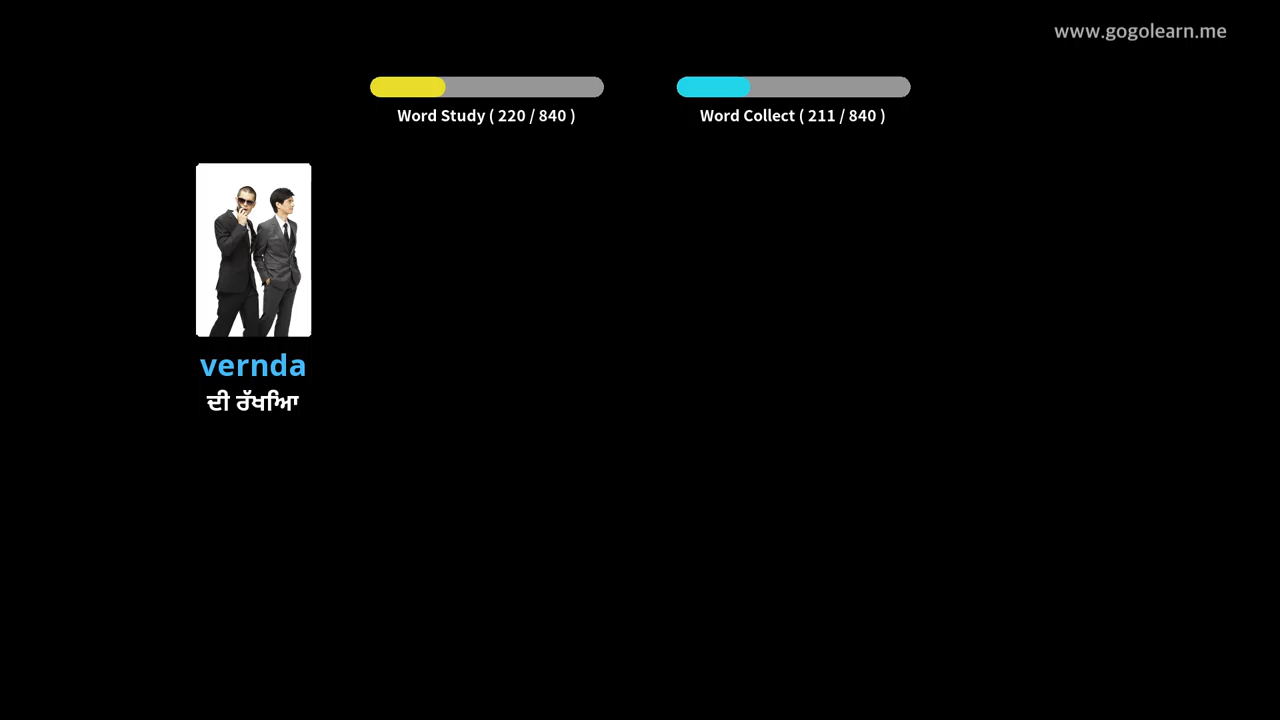 www.gogolearn.me
Word Study ( 220 / 840 )
Word Collect ( 211 / 840 )
vernda
ਦੀ ਰੱਖਿਆ